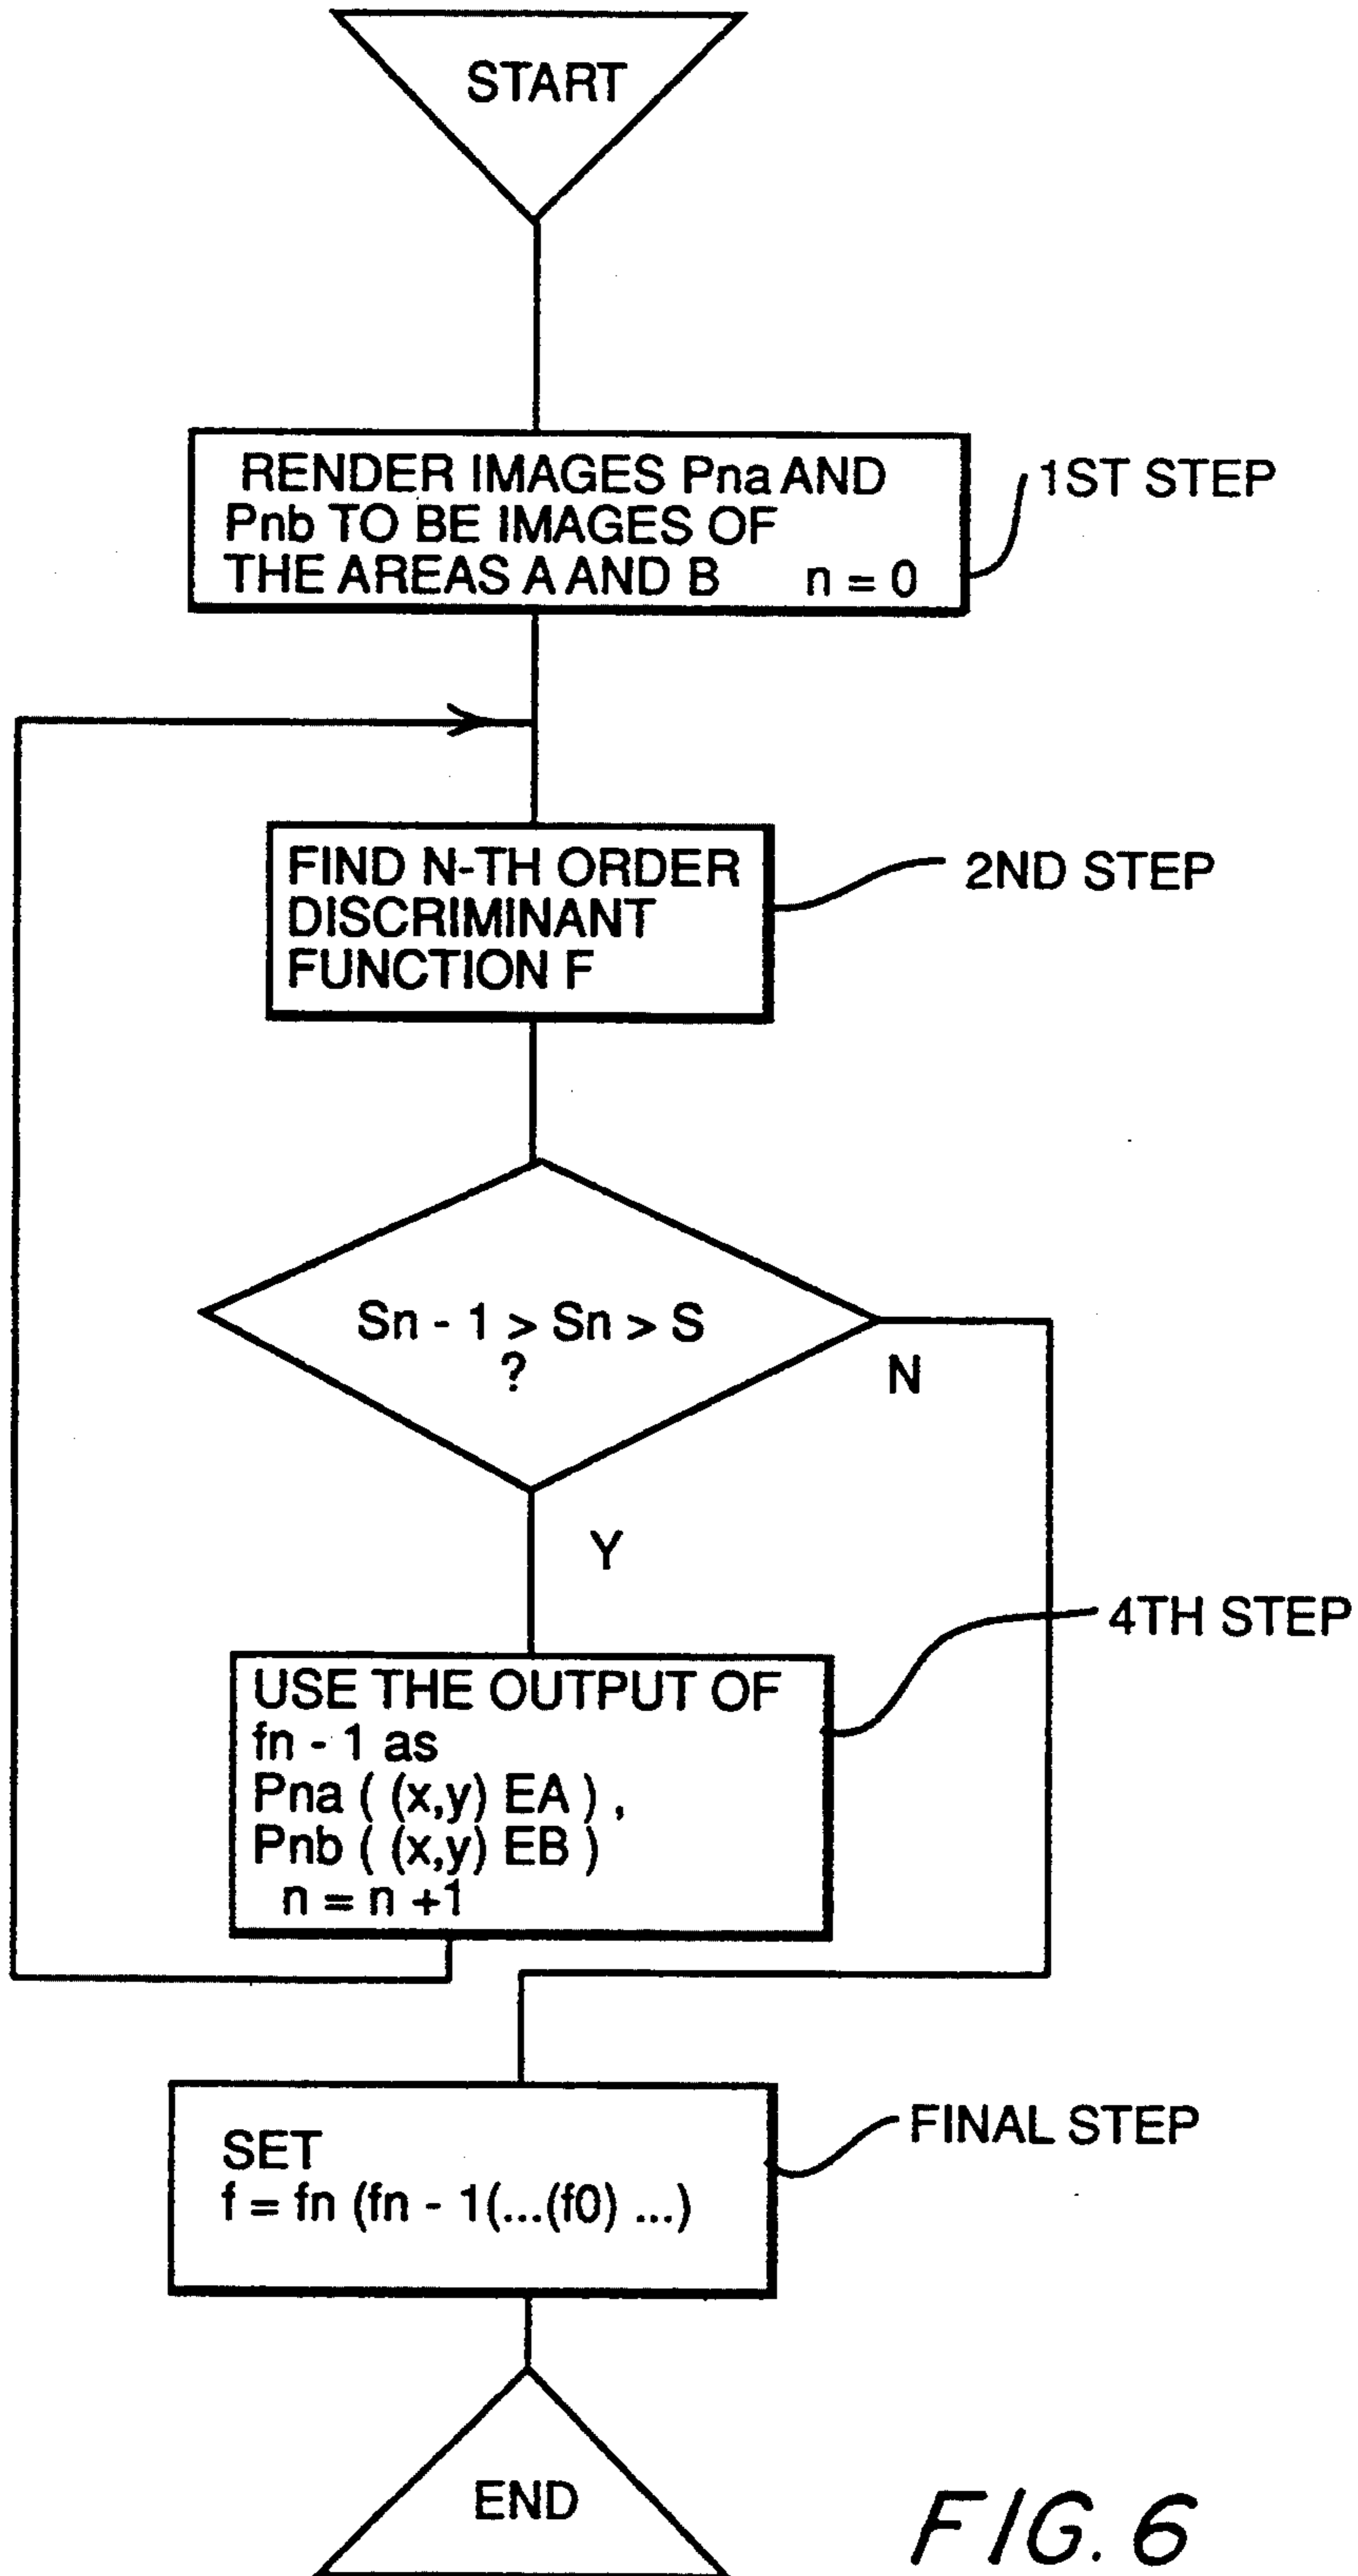 START
RENDER IMAGES Pna AND
Pnb TO BE IMAGES OF
THE AREAS A AND B n = 0
1ST STEP
FIND N-TH ORDER
DISCRIMINANT
FUNCTION F
2ND STEP
Sn - 1 > Sn > S
?
N
Y
4TH STEP
USE THE OUTPUT OF
fn - 1 as
Pna ( (x,y) EA ) ,
Pnb ( (x,y) EB )
n = n +1
FINAL STEP
SET
f = fn (fn - 1(...(f0) ...)
END
FIG. 6